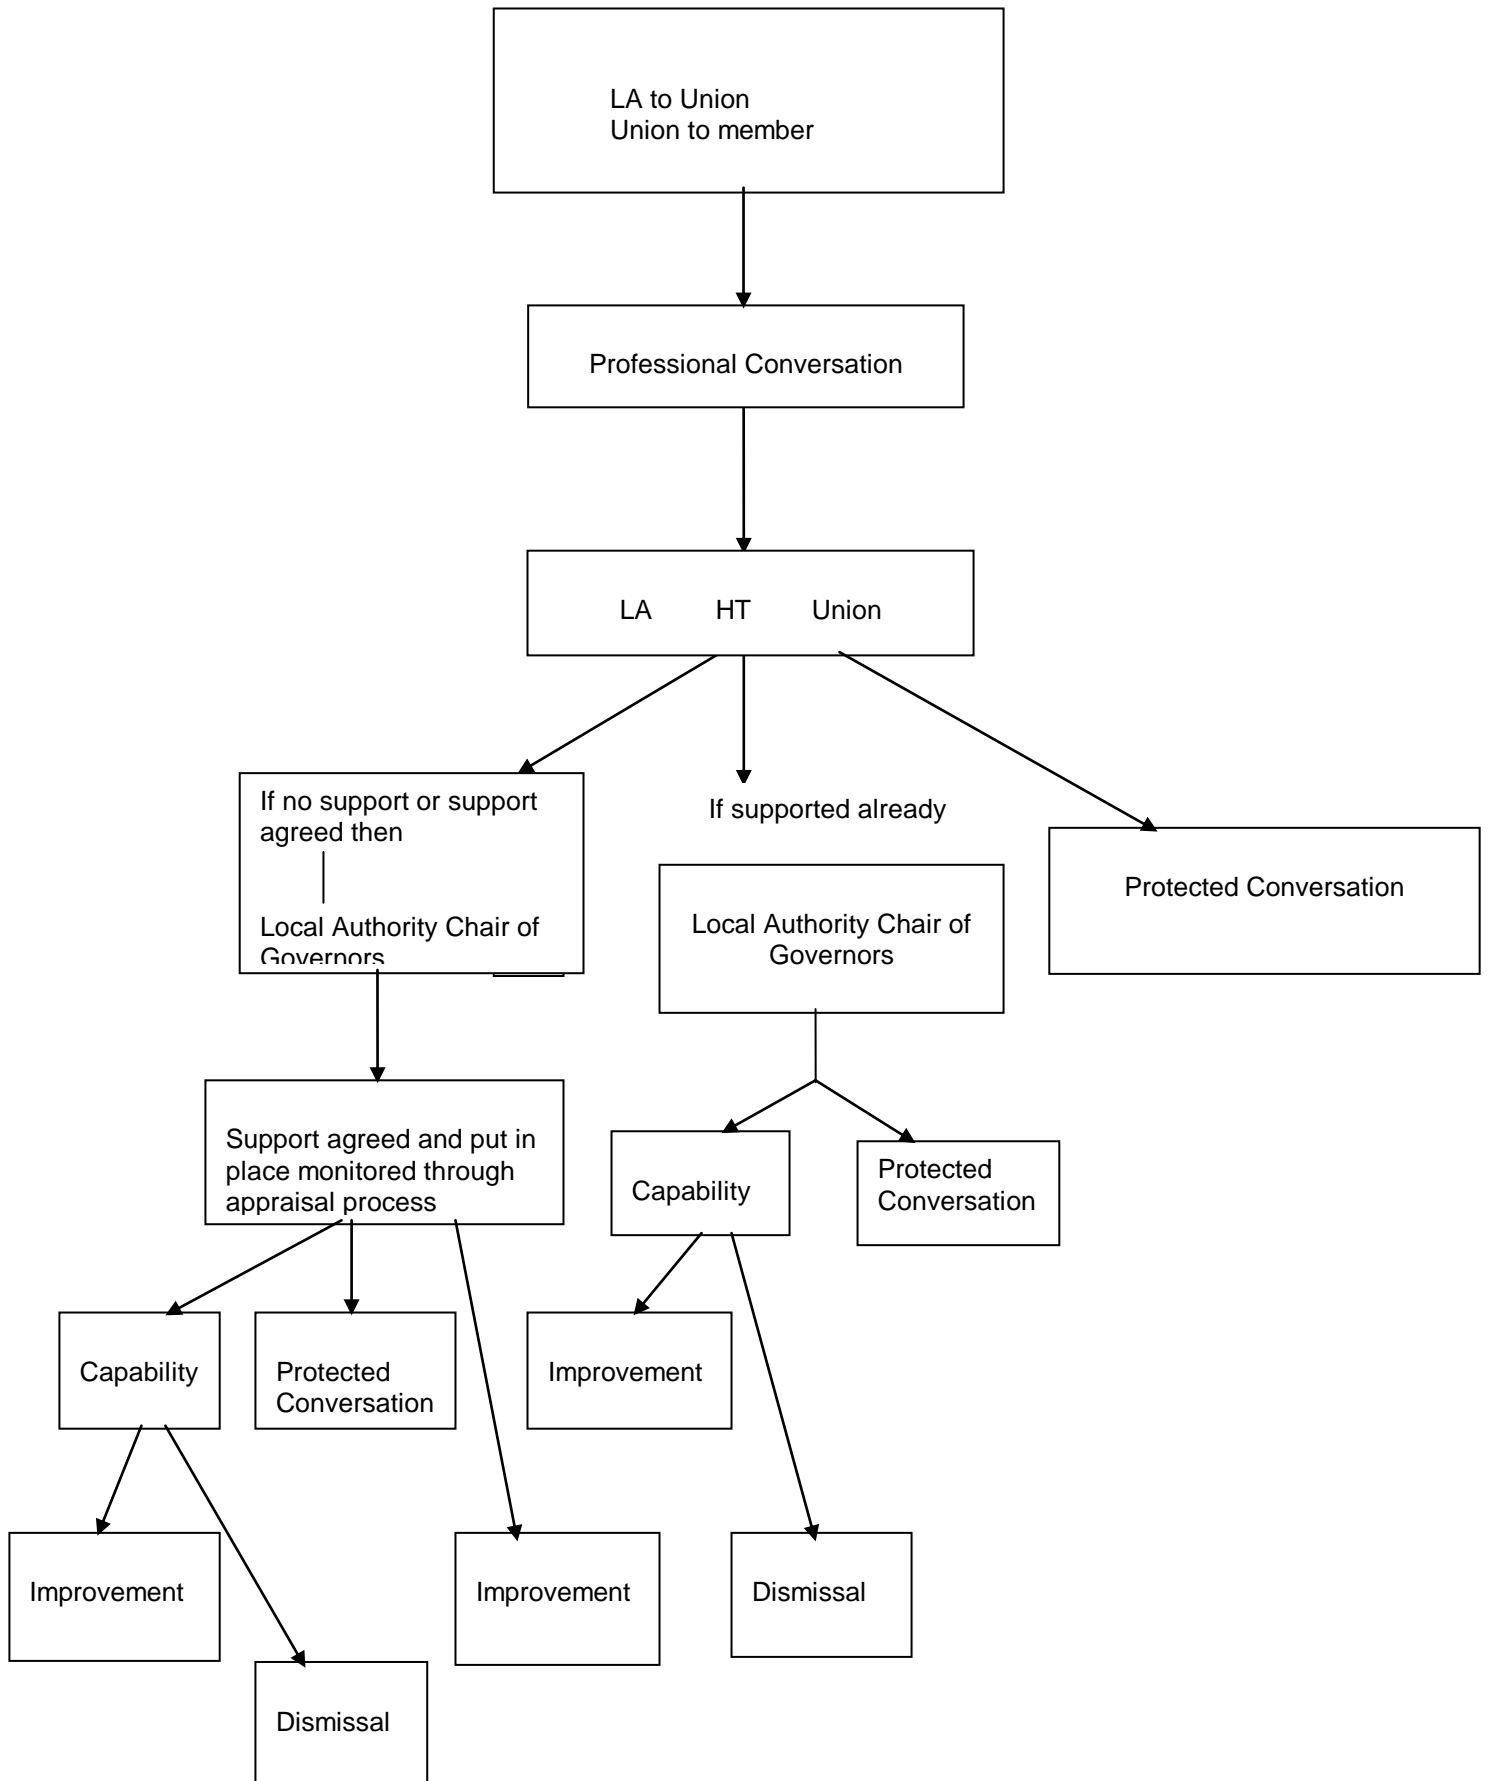 LA to Union
Union to member
Professional Conversation
LA HT Union
If no support or support
agreed then
Local Authority Chair of
Governors
If supported already
Local Authority Chair of
Governors
Protected Conversation
Support agreed and put in
place monitored through
appraisal process
Capability
Protected
Conversation
Capability
Protected
Conversation
Improvement
Improvement
Improvement
Dismissal
Dismissal